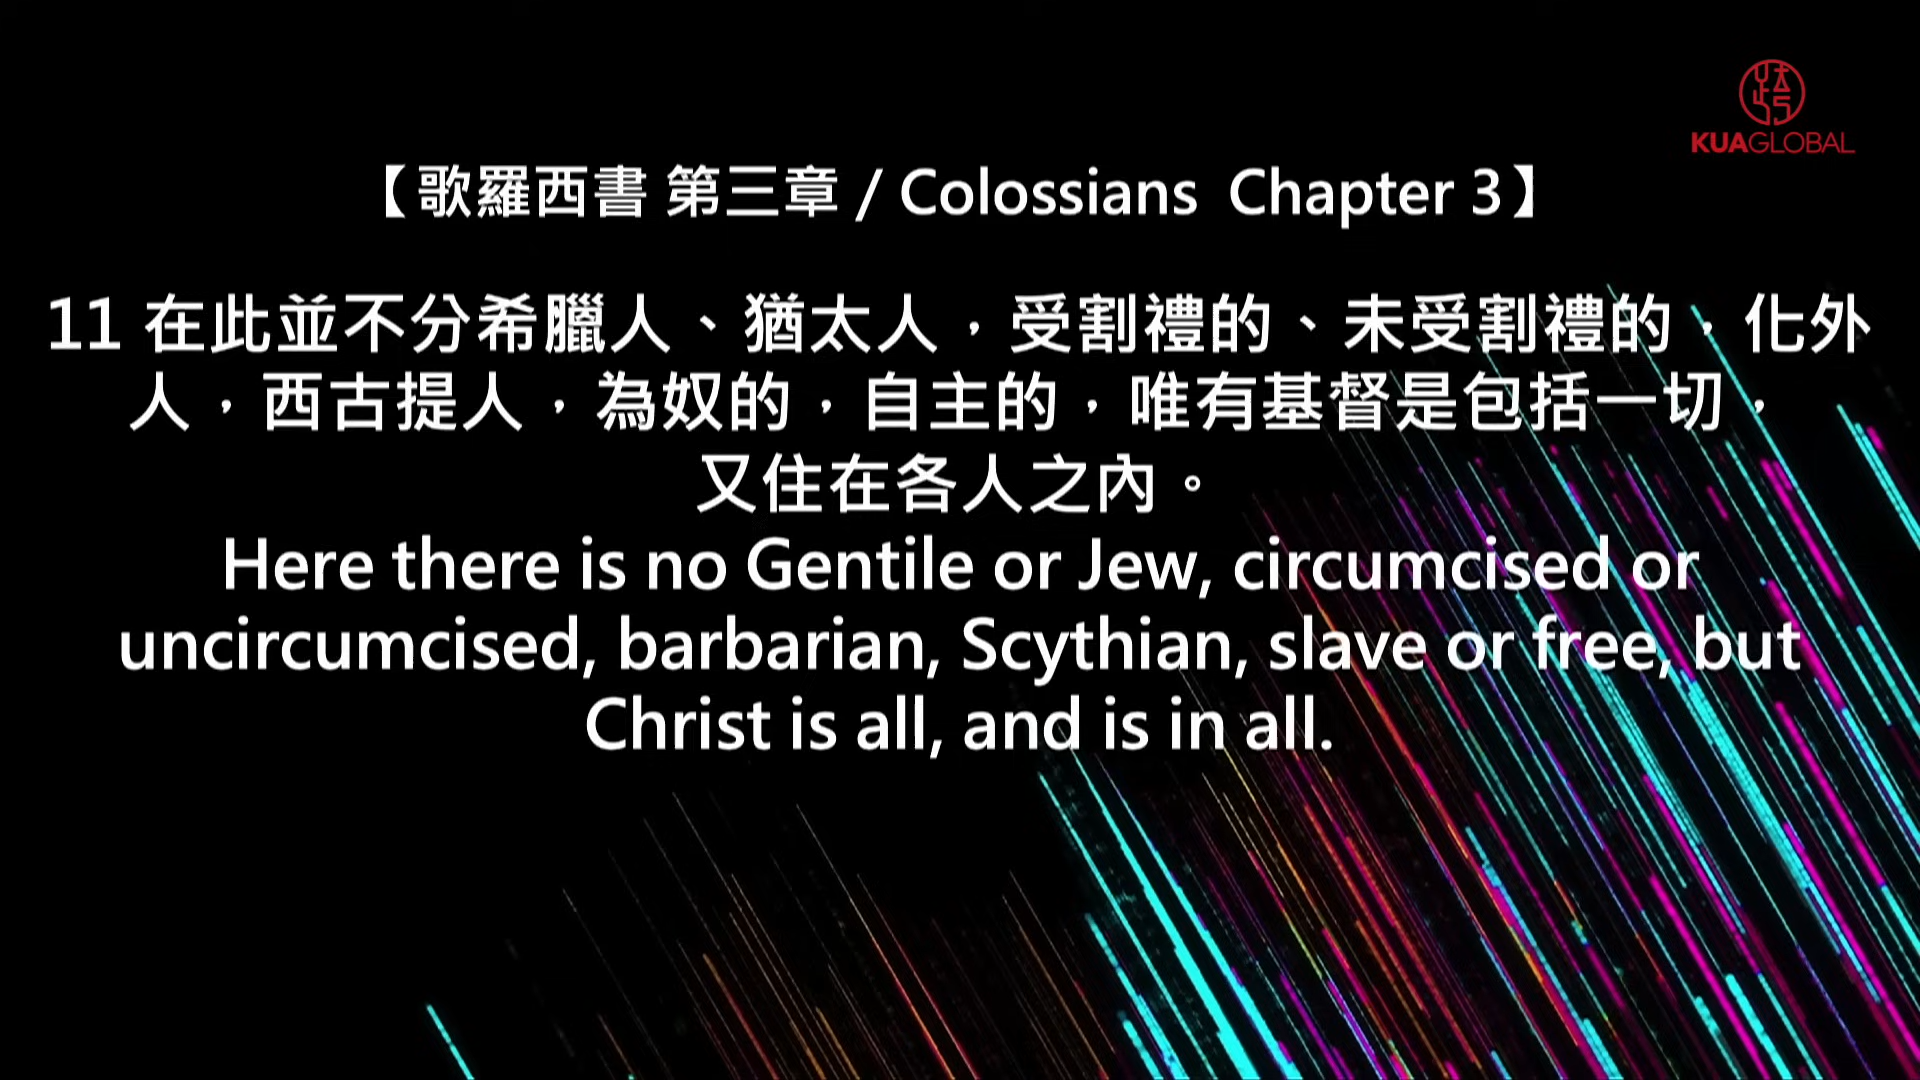 跨
KUAGLOBAL
【歌羅西書 第三章 / Colossians  Chapter 3】
11 在此並不分希臘人、猶太人，受割禮的、未受割禮的，化外
人，西古提人，為奴的，自主的，唯有基督是包括一切，
又住在各人之內。
Here there is no Gentile or Jew, circumcised or
uncircumcised, barbarian, Scythian, slave or free, but
Christ is all, and is in all.